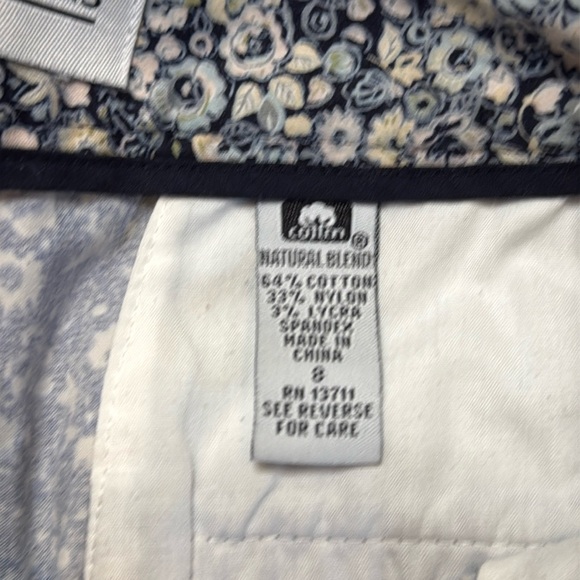 cotton®
NATURAL BLEND
64% COTTON
33% NYLON
3% LYCRA
SPANDEX
MADE IN
CHINA
8
RN 13711
SEE REVERSE
FOR CARE